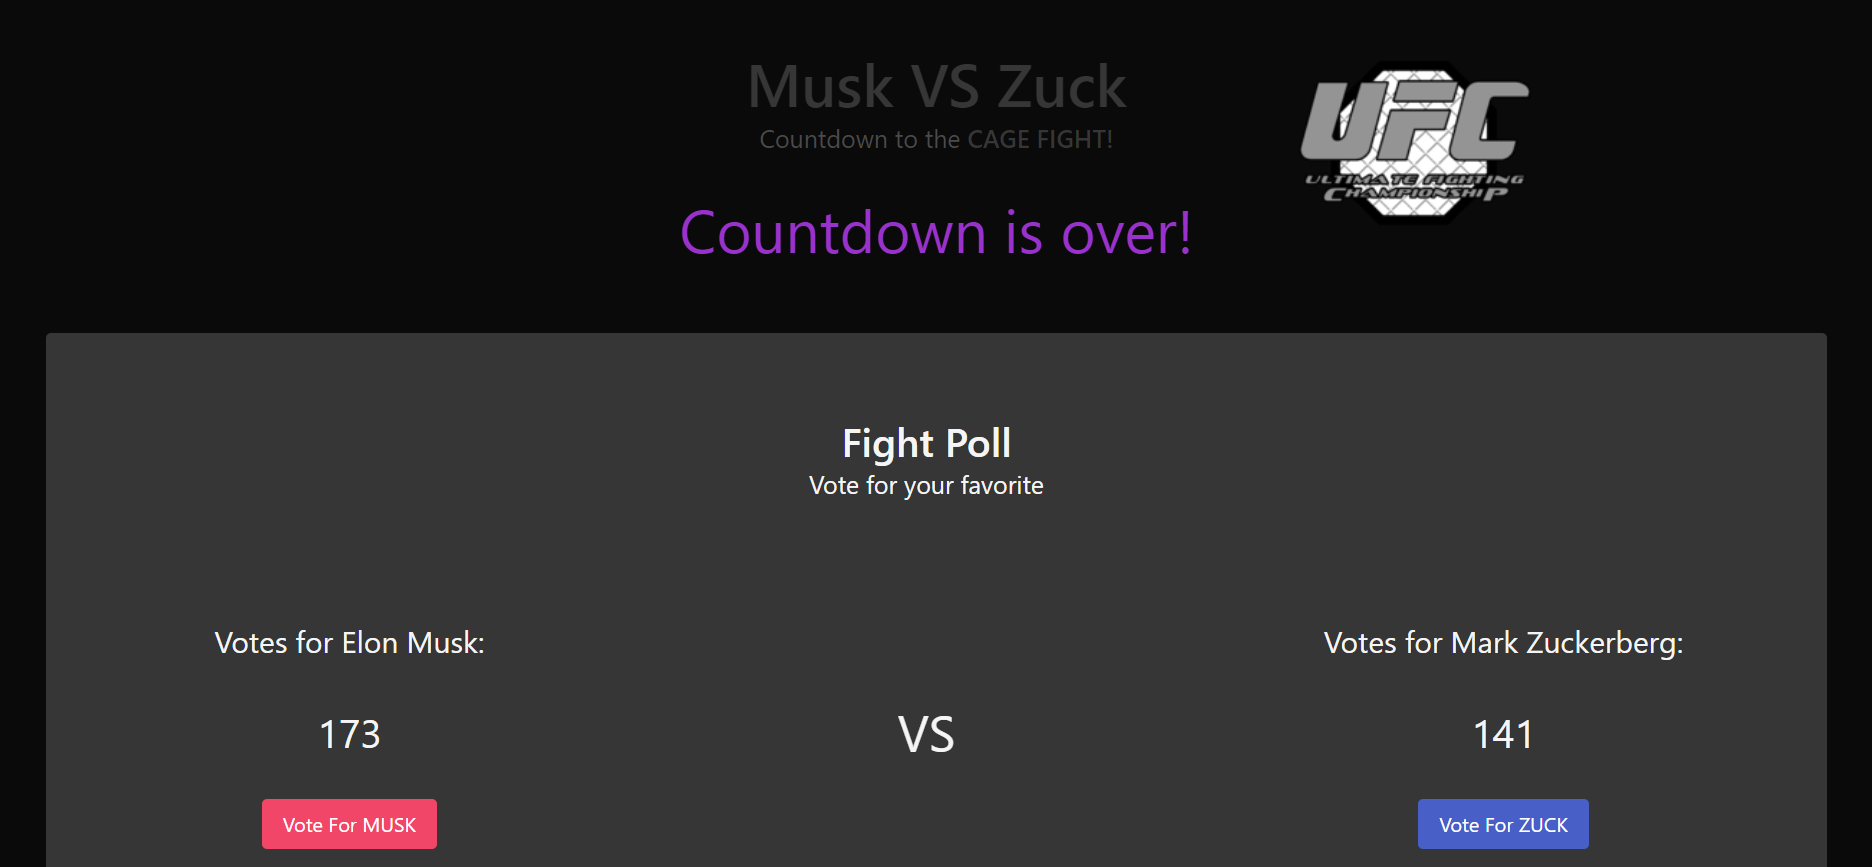 Musk VS Zuck
Countdown to the CAGE FIGHT!
UFC
ULTIMATE FIGHTING
CHAMPIONSHIP
Countdown is over!
Fight Poll
Vote for your favorite
Votes for Elon Musk:
173
Vote For MUSK
VS
Votes for Mark Zuckerberg:
141
Vote For ZUCK